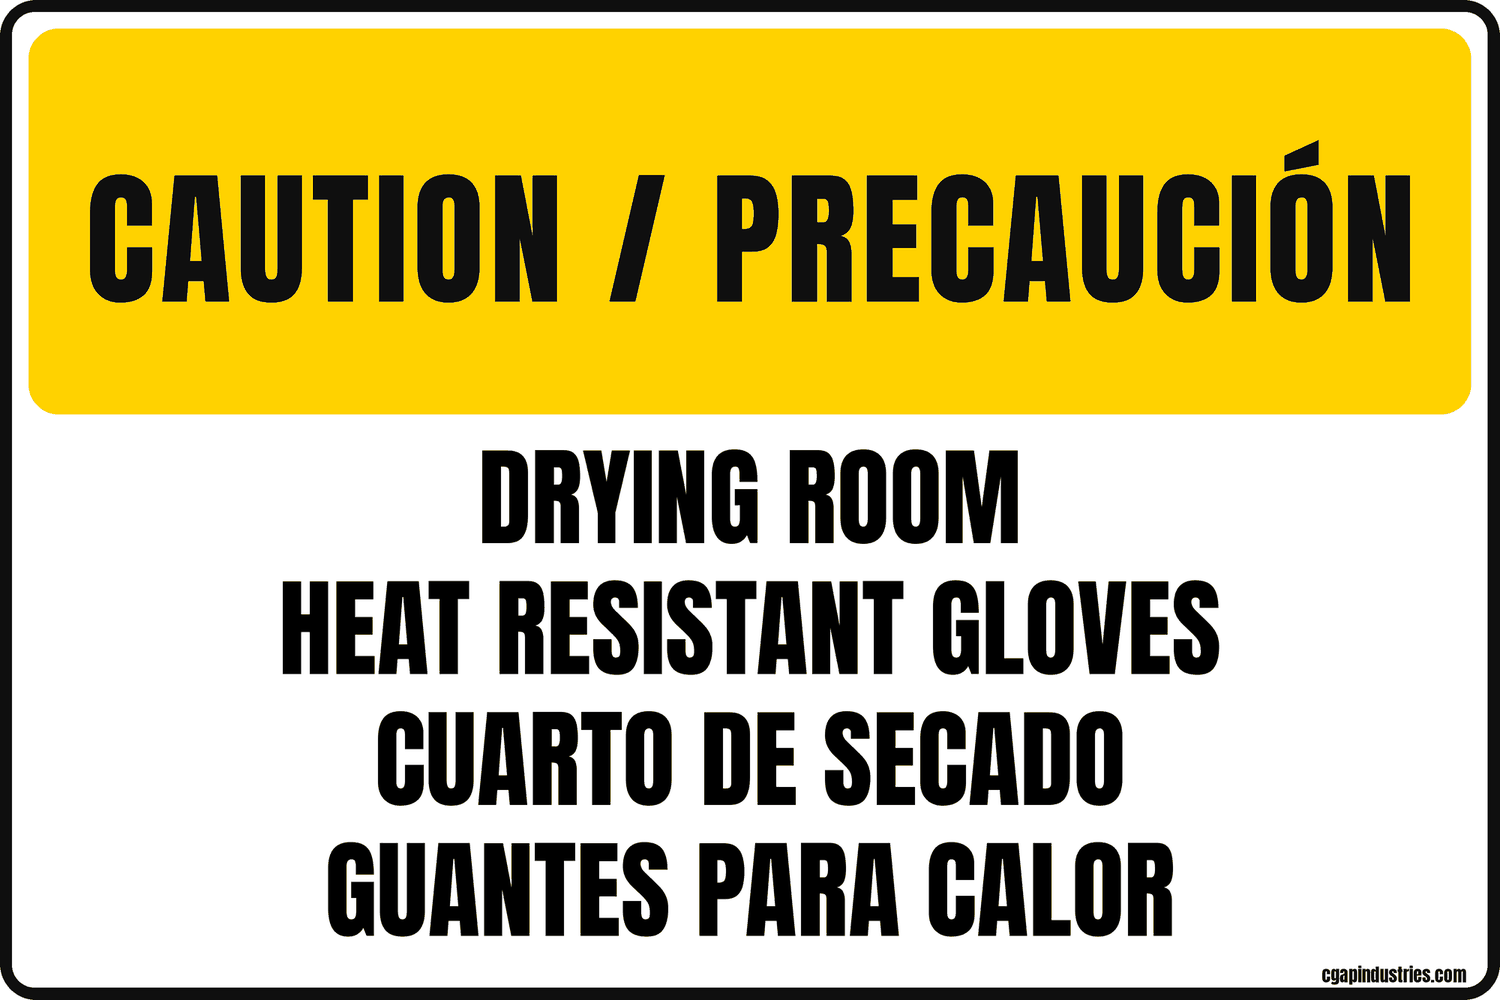 CAUTION / PRECAUCIÓN
DRYING ROOM
HEAT RESISTANT GLOVES
CUARTO DE SECADO
GUANTES PARA CALOR
cgapindustries.com